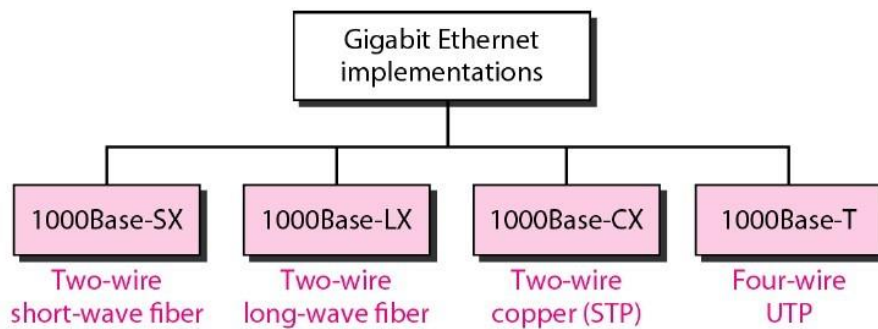 Gigabit Ethernet
implementations
1000Base-SX
1000Base-LX
1000Base-CX
1000Base-T
Two-wire
short-wave fiber
Two-wire
long-wave fiber
Two-wire
copper (STP)
Four-wire
UTP